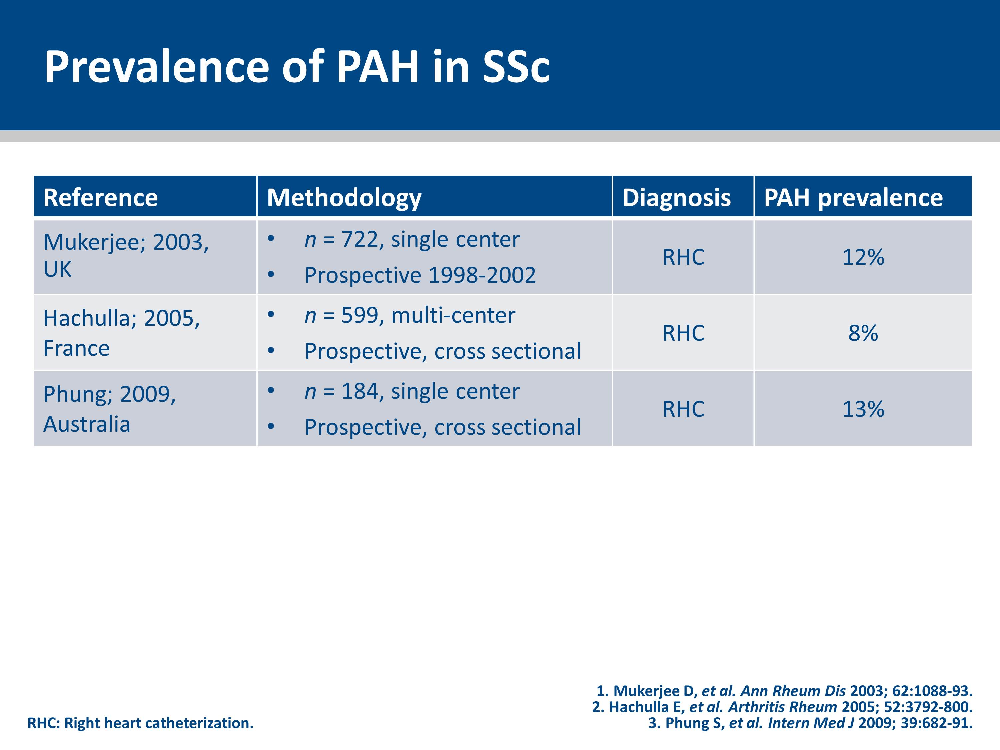 Prevalence of PAH in SSc
Reference
Methodology
Diagnosis
PAH prevalence
Mukerjee; 2003,
UK
• n = 722, single center
• Prospective 1998-2002
RHC
12%
Hachulla; 2005,
France
• n = 599, multi-center
• Prospective, cross sectional
RHC
8%
Phung; 2009,
Australia
• n = 184, single center
• Prospective, cross sectional
RHC
13%
RHC: Right heart catheterization.
1. Mukerjee D, et al. Ann Rheum Dis 2003; 62:1088-93.
2. Hachulla E, et al. Arthritis Rheum 2005; 52:3792-800.
3. Phung S, et al. Intern Med J 2009; 39:682-91.